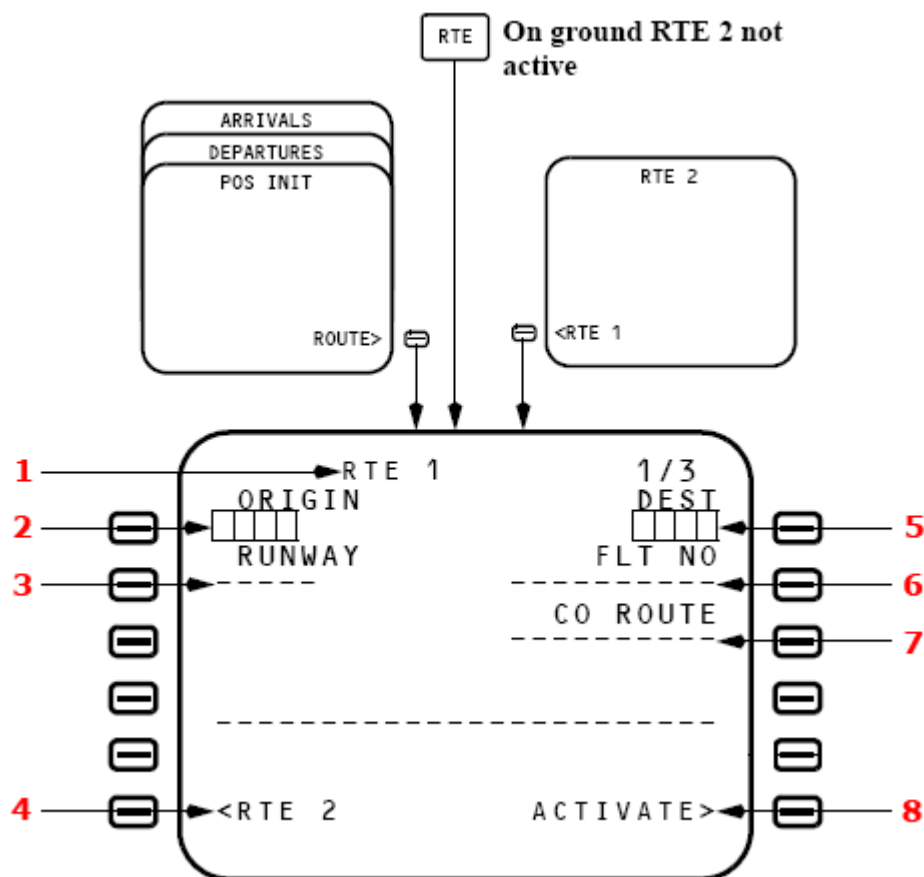 RTE On ground RTE 2 not
active
ARRIVALS
DEPARTURES
POS INIT
ROUTE>
RTE 2
<RTE 1
1 RTE 1 1/3
ORIGIN DEST
2 5
RUNWAY FLT NO
3 ----- ----------- 6
CO ROUTE
----------- 7
---------------------------
4 <RTE 2 ACTIVATE> 8